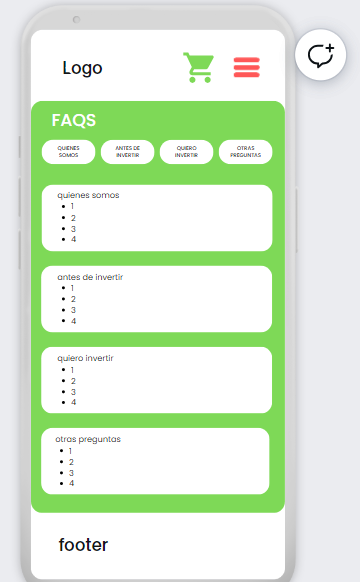 Logo
FAQS
QUIENES
SOMOS
ANTES DE
INVERTIR
QUIERO
INVERTIR
OTRAS
PREGUNTAS
quienes somos
• 1
• 2
• 3
• 4
antes de invertir
• 1
• 2
• 3
• 4
quiero invertir
• 1
• 2
• 3
• 4
otras preguntas
• 1
• 2
• 3
• 4
footer